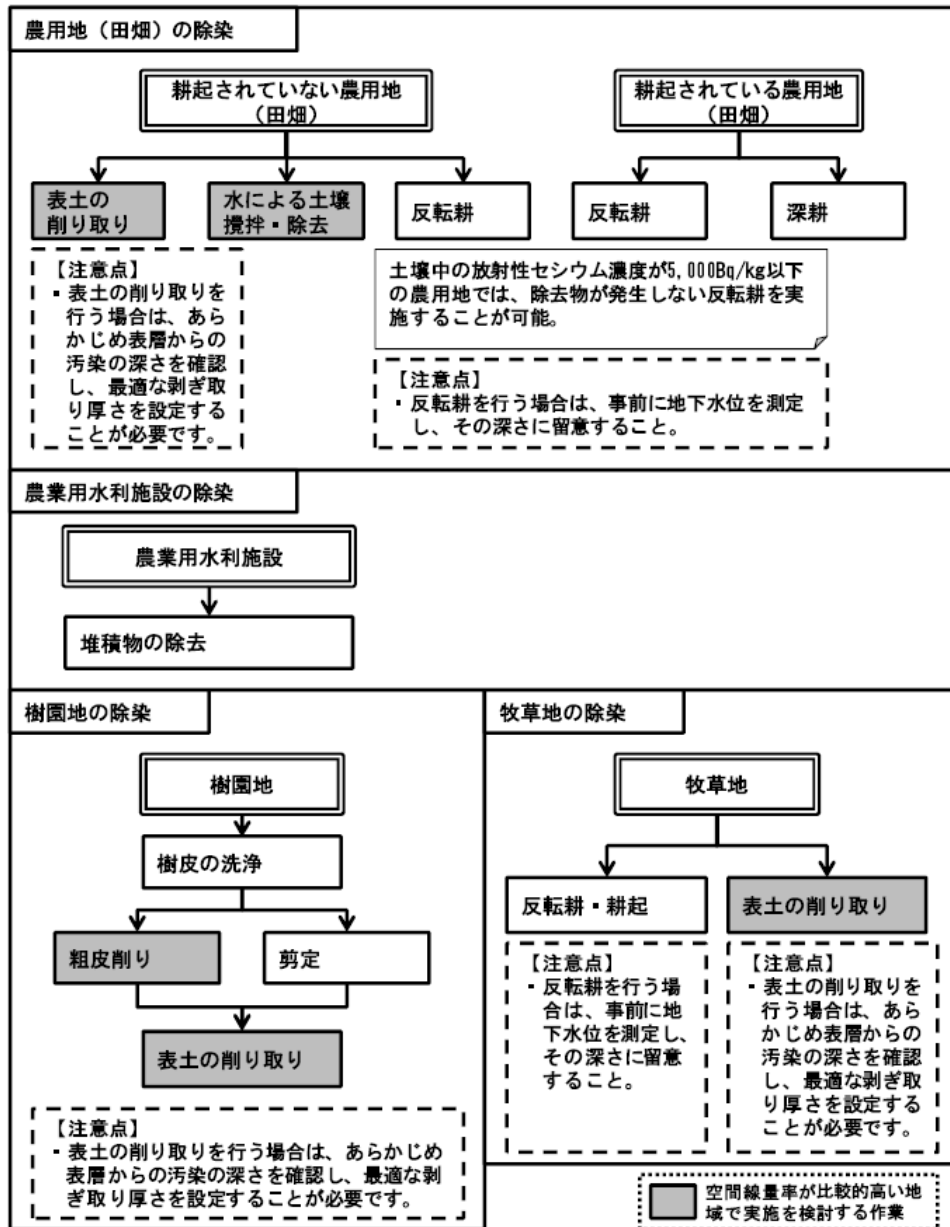 農用地（田畑）の除染
耕起されていない農用地
（田畑）
耕起されている農用地
（田畑）
表土の
削り取り
水による土壌
攪拌・除去
反転耕
反転耕
深耕
【注意点】
・表土の削り取りを
行う場合は、あら
かじめ表層からの
汚染の深さを確認
し、最適な剥ぎ取
り厚さを設定する
ことが必要です。
土壌中の放射性セシウム濃度が5,000Bq/kg以下
の農用地では、除去物が発生しない反転耕を実
施することが可能。
【注意点】
・反転耕を行う場合は、事前に地下水位を測定
し、その深さに留意すること。
農業用水利施設の除染
農業用水利施設
堆積物の除去
樹園地の除染
樹園地
樹皮の洗浄
粗皮削り
剪定
表土の削り取り
【注意点】
・表土の削り取りを行う場合は、あらかじめ
表層からの汚染の深さを確認し、最適な剥
ぎ取り厚さを設定することが必要です。
牧草地の除染
牧草地
反転耕・耕起
表土の削り取り
【注意点】
・反転耕を行う場
合は、事前に地
下水位を測定し、
その深さに留意
すること。
【注意点】
・表土の削り取りを
行う場合は、あら
かじめ表層からの
汚染の深さを確認
し、最適な剥ぎ取
り厚さを設定する
ことが必要です。
空間線量率が比較的高い地
域で実施を検討する作業